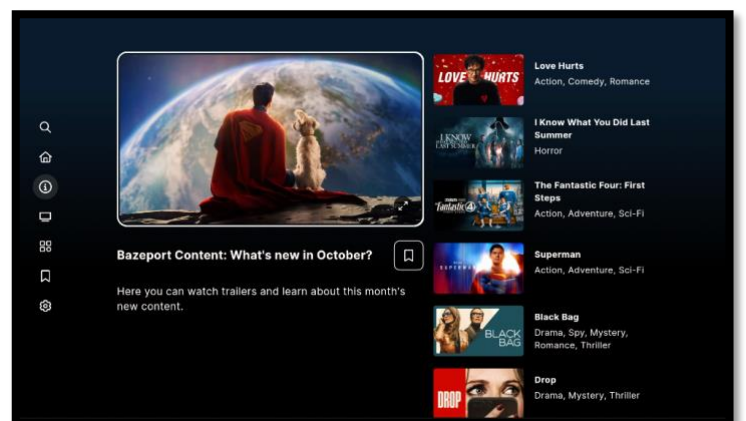 Bazeport Content: What's new in October?
Here you can watch trailers and learn about this month's
new content.
LOVE HURTS
Love Hurts
Action, Comedy, Romance
I KNOW
LAST SUMMER
I Know What You Did Last
Summer
Horror
Fantastic 4
The Fantastic Four: First
Steps
Action, Adventure, Sci-Fi
SUPERMAN
Superman
Action, Adventure, Sci-Fi
BLACK
BAG
Black Bag
Drama, Spy, Mystery,
Romance, Thriller
DROP
Drop
Drama, Mystery, Thriller